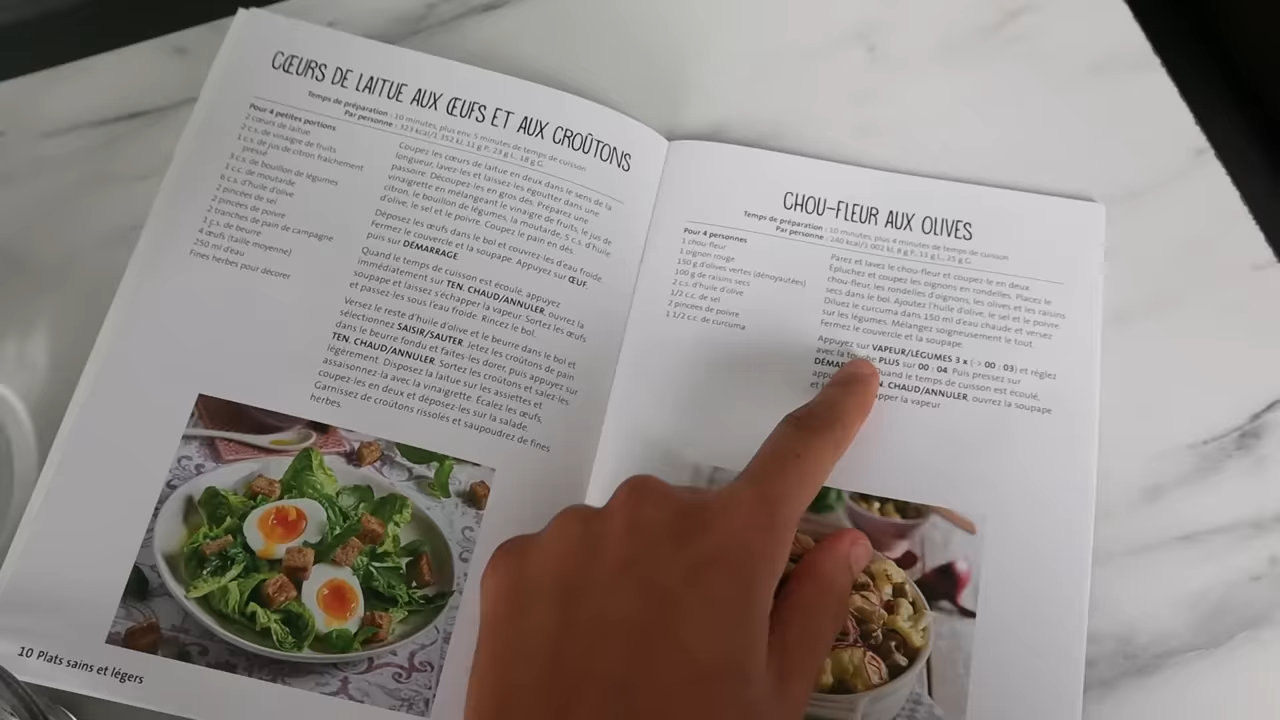 CŒURS DE LAITUE AUX ŒUFS ET AUX CROÛTONS
Temps de préparation : 10 minutes, plus env. 5 minutes de temps de cuisson
Par personne : 323 kcal/1 352 kJ, 11 g P, 23 g L, 18 g G
Pour 4 petites portions
2 cœurs de laitue
2 c.s. de vinaigre de fruits
1 c.s. de jus de citron fraîchement
pressé
3 c.s. de bouillon de légumes
1 c.c. de moutarde
6 c.s. d'huile d'olive
2 pincées de sel
2 pincées de poivre
2 tranches de pain de campagne
1 c.s. de beurre
4 œufs (taille moyenne)
250 ml d'eau
Fines herbes pour décorer
Coupez les cœurs de laitue en deux dans le sens de la
longueur, lavez-les et laissez-les égoutter dans une
passoire. Découpez-les en gros dés. Préparez une
vinaigrette en mélangeant le vinaigre de fruits, le jus de
citron, le bouillon de légumes, la moutarde, 5 c.s. d'huile
d'olive, le sel et le poivre. Coupez le pain en dés.
Déposez les œufs dans le bol et couvrez-les d'eau froide.
Fermez le couvercle et la soupape. Appuyez sur ŒUF,
puis sur DÉMARRAGE.
Quand le temps de cuisson est écoulé, appuyez
immédiatement sur TEN. CHAUD/ANNULER, ouvrez la
soupape et laissez s'échapper la vapeur. Sortez les œufs
et passez-les sous l'eau froide. Rincez le bol.
Versez le reste d'huile d'olive et le beurre dans le bol et
sélectionnez SAISIR/SAUTER. Jetez les croûtons de pain
dans le beurre fondu et faites-les dorer, puis appuyez sur
TEN. CHAUD/ANNULER. Sortez les croûtons et salez-les
légèrement. Disposez la laitue sur les assiettes et
assaisonnez-la avec la vinaigrette. Écalez les œufs,
coupez-les en deux et déposez-les sur la salade.
Garnissez de croûtons rissolés et saupoudrez de fines
herbes.
10 Plats sains et légers
CHOU-FLEUR AUX OLIVES
Temps de préparation : 10 minutes, plus 4 minutes de temps de cuisson
Par personne : 240 kcal/1 002 kJ, 8 g P, 11 g L, 25 g G
Pour 4 personnes
1 chou-fleur
1 oignon rouge
150 g d'olives vertes (dénoyautées)
100 g de raisins secs
2 c.s. d'huile d'olive
1/2 c.c. de sel
2 pincées de poivre
1 1/2 c.c. de curcuma
Parez et lavez le chou-fleur et coupez-le en deux.
Épluchez et coupez les oignons en rondelles. Placez le
chou-fleur, les rondelles d'oignons, les olives et les raisins
secs dans le bol. Ajoutez l'huile d'olive, le sel et le poivre.
Diluez le curcuma dans 150 ml d'eau chaude et versez
sur les légumes. Mélangez soigneusement le tout
Fermez le couvercle et la soupape.
Appuyez sur VAPEUR/LÉGUMES 3 x (-> 00 : 03) et réglez
avec la touche PLUS sur 00 : 04. Puis pressez sur
Quand le temps de cuisson est écoulé,
CHAUD/ANNULER, ouvrez la soupape
la vapeur